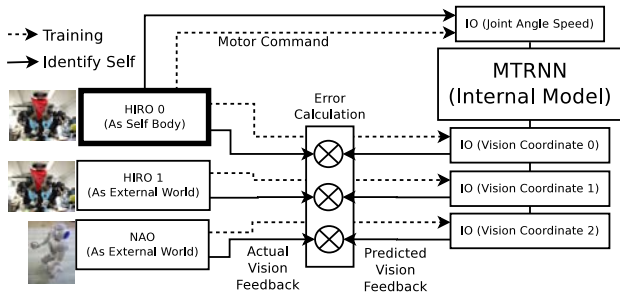 Training
Identify Self
Motor Command
IO (Joint Angle Speed)
MTRNN
(Internal Model)
HIRO 0
(As Self Body)
Error
Calculation
IO (Vision Coordinate 0)
HIRO 1
(As External World)
IO (Vision Coordinate 1)
NAO
(As External World)
IO (Vision Coordinate 2)
Actual
Vision
Feedback
Predicted
Vision
Feedback